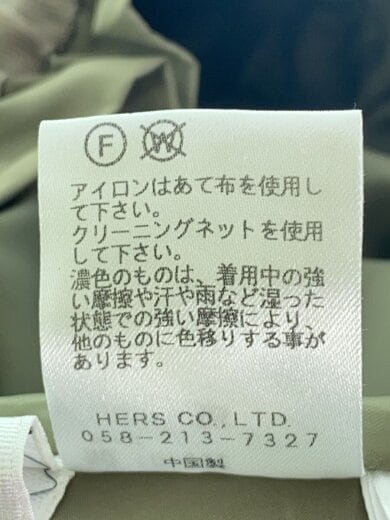 Ⓕ Ⓦ
アイロンはあて布を使用し
て下さい。
クリーニングネットを使用
して下さい。
濃色のものは、着用中の強
い摩擦や汗や雨など湿った
状態での強い摩擦により、
他のものに色移りする事が
あります。
HERS CO.,LTD.
058-213-7327
中国製